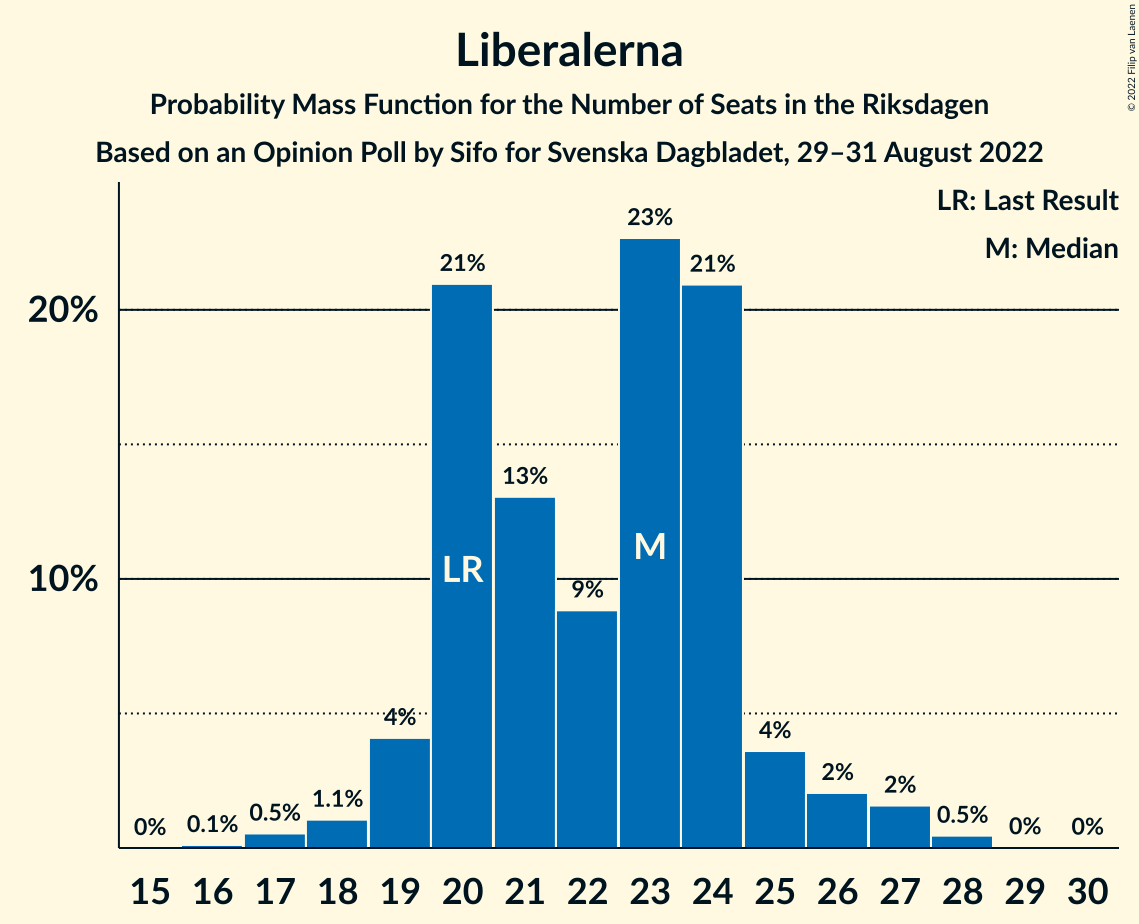 Liberalerna
Probability Mass Function for the Number of Seats in the Riksdagen
Based on an Opinion Poll by Sifo for Svenska Dagbladet, 29–31 August 2022
© 2022 Filip van Laenen
LR: Last Result
M: Median
20%
10%
0%
0.1%
0.5%
1.1%
4%
21%
13%
9%
23%
21%
4%
2%
2%
0.5%
0%
0%
LR
M
15 16 17 18 19 20 21 22 23 24 25 26 27 28 29 30